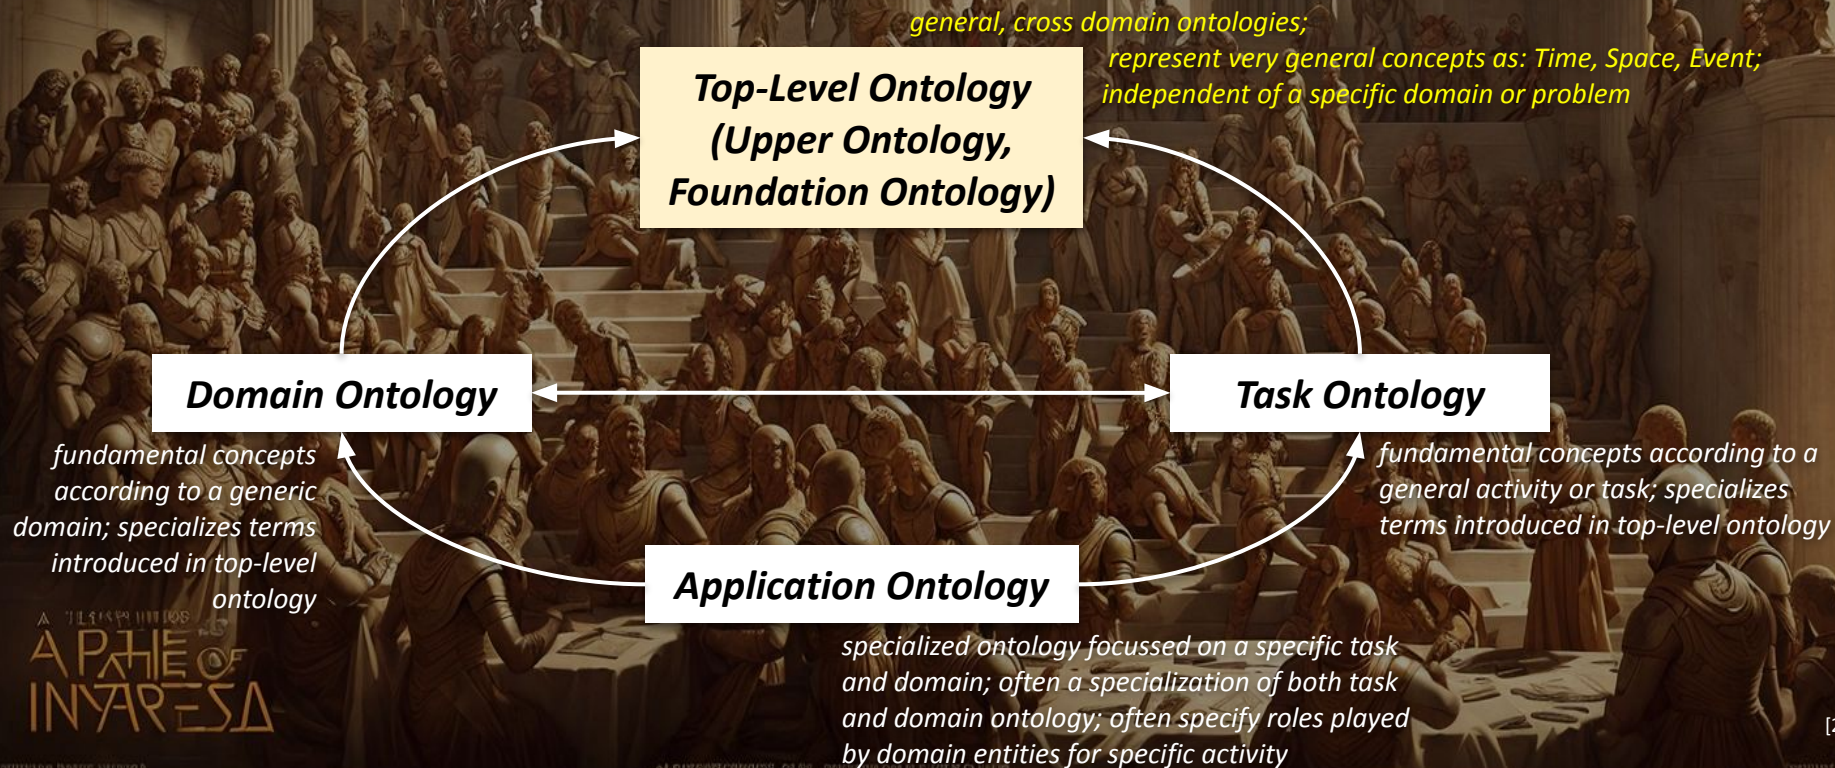 general, cross domain ontologies;
represent very general concepts as: Time, Space, Event;
independent of a specific domain or problem
Top-Level Ontology
(Upper Ontology,
Foundation Ontology)
Domain Ontology
fundamental concepts
according to a generic
domain; specializes terms
introduced in top-level
ontology
Task Ontology
fundamental concepts according to a
general activity or task; specializes
terms introduced in top-level ontology
Application Ontology
specialized ontology focussed on a specific task
and domain; often a specialization of both task
and domain ontology; often specify roles played
by domain entities for specific activity